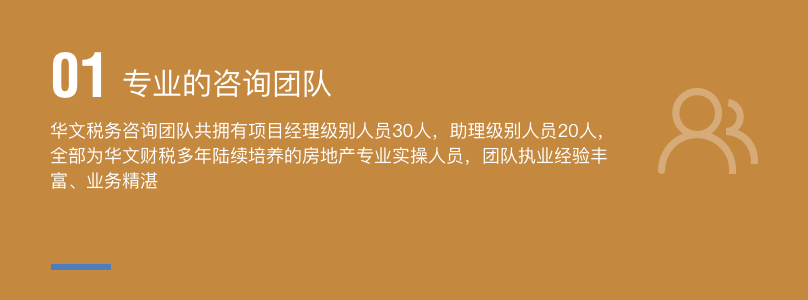 01 专业的咨询团队
华文税务咨询团队共拥有项目经理级别人员30人，助理级别人员20人，
全部为华文财税多年陆续培养的房地产专业实操人员，团队执业经验丰
富、业务精湛